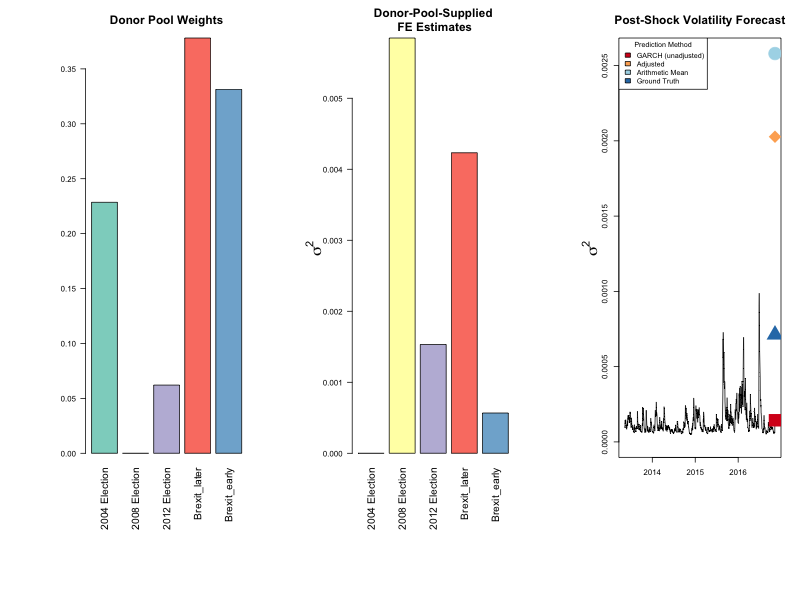 Donor Pool Weights
0.35
0.30
0.25
0.20
0.15
0.10
0.05
0.00
2004 Election
2008 Election
2012 Election
Brexit_later
Brexit_early
Donor-Pool-Supplied
FE Estimates
σ2
0.005
0.004
0.003
0.002
0.001
0.000
2004 Election
2008 Election
2012 Election
Brexit_later
Brexit_early
Post-Shock Volatility Forecast
Prediction Method
GARCH (unadjusted)
Adjusted
Arithmetic Mean
Ground Truth
σ2
0.0025
0.0020
0.0015
0.0010
0.0005
0.0000
2014
2015
2016